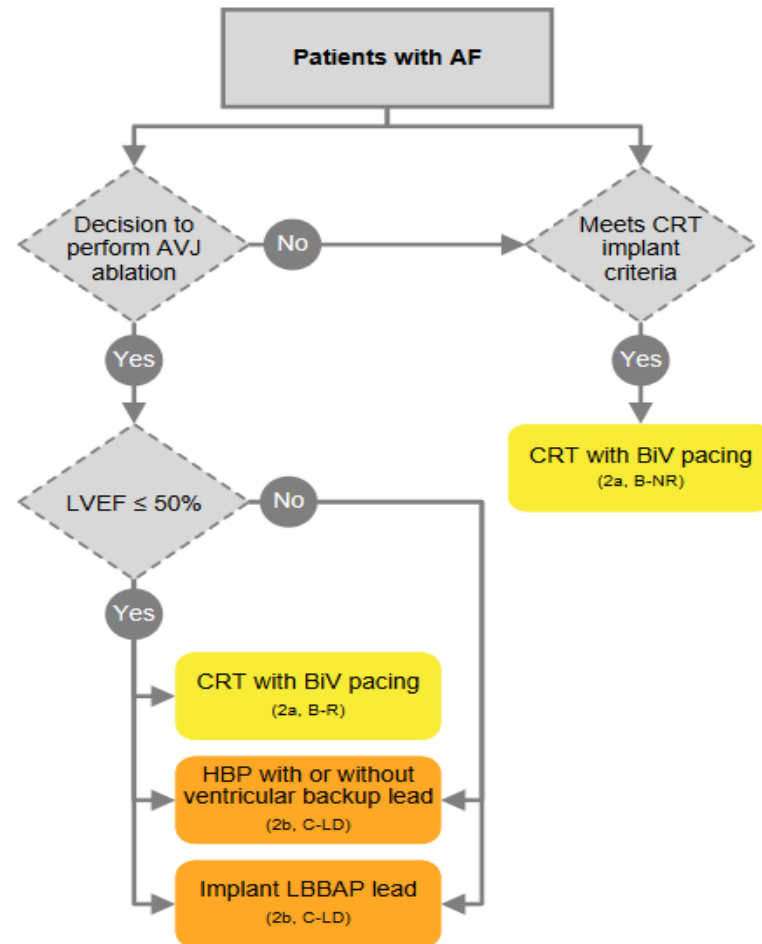 Patients with AF
Decision to
perform AVJ
ablation
No
Meets CRT
implant
criteria
Yes
Yes
CRT with BiV pacing
(2a, B-NR)
LVEF ≤ 50%
No
Yes
CRT with BiV pacing
(2a, B-R)
HBP with or without
ventricular backup lead
(2b, C-LD)
Implant LBBAP lead
(2b, C-LD)